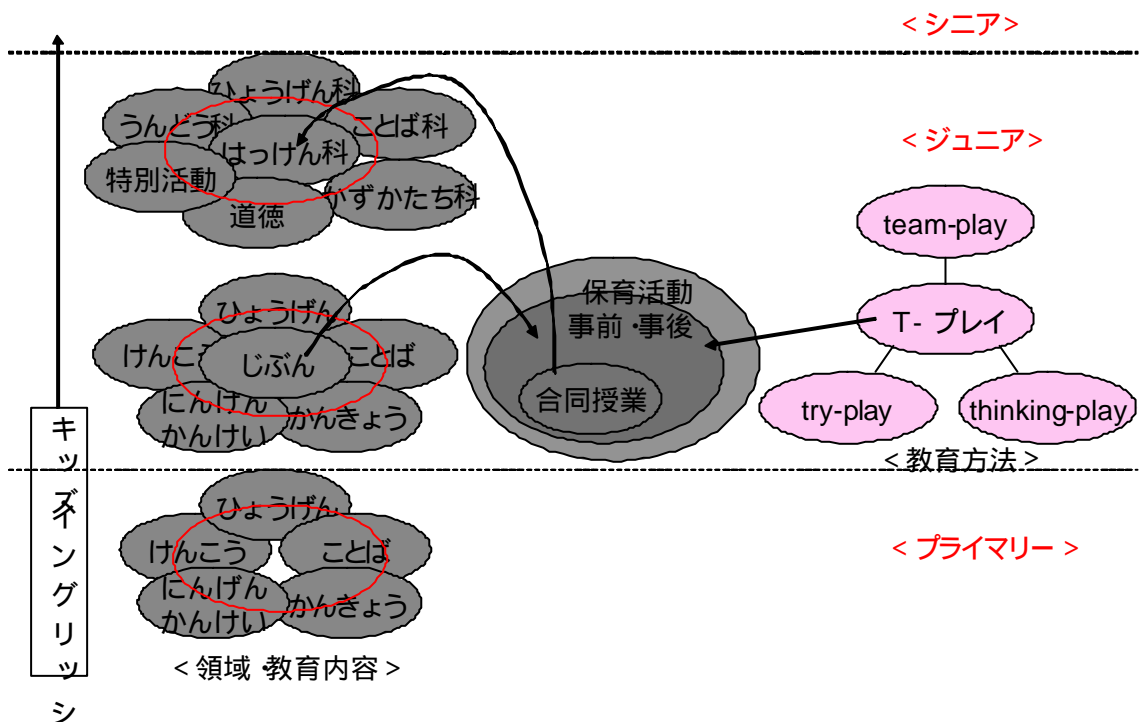 ＜シニア＞
ひょうげん科
うんどう科
ことば科
はっけん科
特別活動
かずかたち科
道徳
＜ジュニア＞
team-play
T- プレイ
try-play
thinking-play
＜教育方法＞
保育活動
事前・事後
合同授業
ひょうげん
けんこう
ことば
じぶん
にんげん
かんけい
かんきょう
キッズイングリッシ
ひょうげん
けんこう
ことば
にんげん
かんけい
かんきょう
＜プライマリー＞
＜領域・教育内容＞